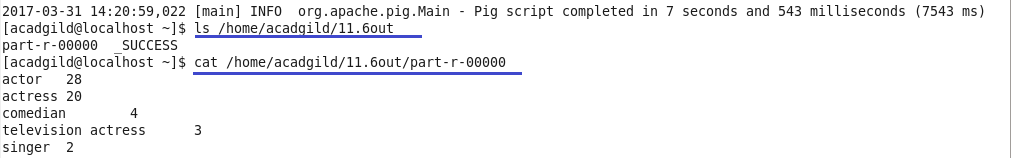 2017-03-31 14:20:59,022 [main] INFO  org.apache.pig.Main - Pig script completed in 7 seconds and 543 milliseconds (7543 ms)
[acadgild@localhost ~]$ ls /home/acadgild/11.6out
part-r-00000  _SUCCESS
[acadgild@localhost ~]$ cat /home/acadgild/11.6out/part-r-00000
actor   28
actress 20
comedian        4
television actress      3
singer  2